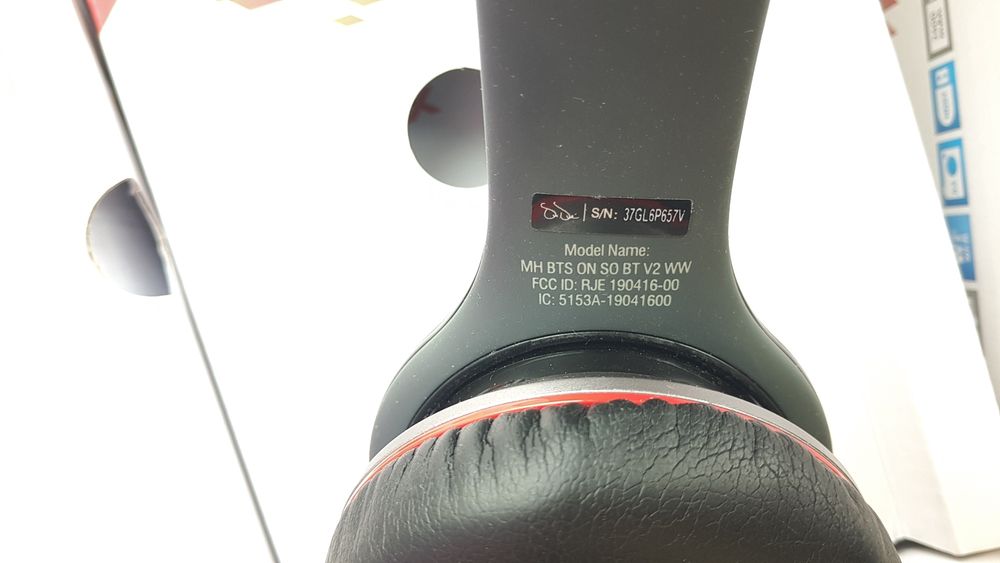 S/N: 37GL6P657V
Model Name:
MH BTS ON SO BT V2 WW
FCC ID: RJE 190416-00
IC: 5153A-19041600